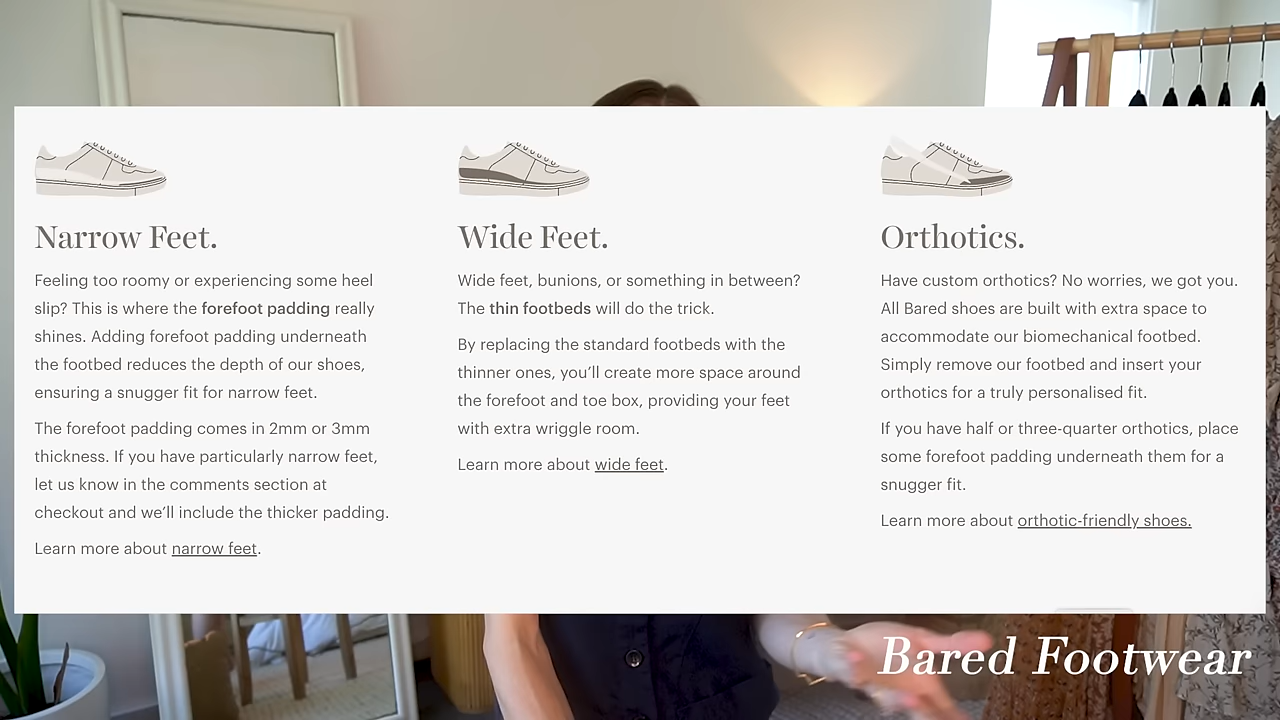 Narrow Feet.
Feeling too roomy or experiencing some heel
slip? This is where the forefoot padding really
shines. Adding forefoot padding underneath
the footbed reduces the depth of our shoes,
ensuring a snugger fit for narrow feet.
The forefoot padding comes in 2mm or 3mm
thickness. If you have particularly narrow feet,
let us know in the comments section at
checkout and we’ll include the thicker padding.
Learn more about narrow feet.
Wide Feet.
Wide feet, bunions, or something in between?
The thin footbeds will do the trick.
By replacing the standard footbeds with the
thinner ones, you’ll create more space around
the forefoot and toe box, providing your feet
with extra wriggle room.
Learn more about wide feet.
Orthotics.
Have custom orthotics? No worries, we got you.
All Bared shoes are built with extra space to
accommodate our biomechanical footbed.
Simply remove our footbed and insert your
orthotics for a truly personalised fit.
If you have half or three-quarter orthotics, place
some forefoot padding underneath them for a
snugger fit.
Learn more about orthotic-friendly shoes.
Bared Footwear